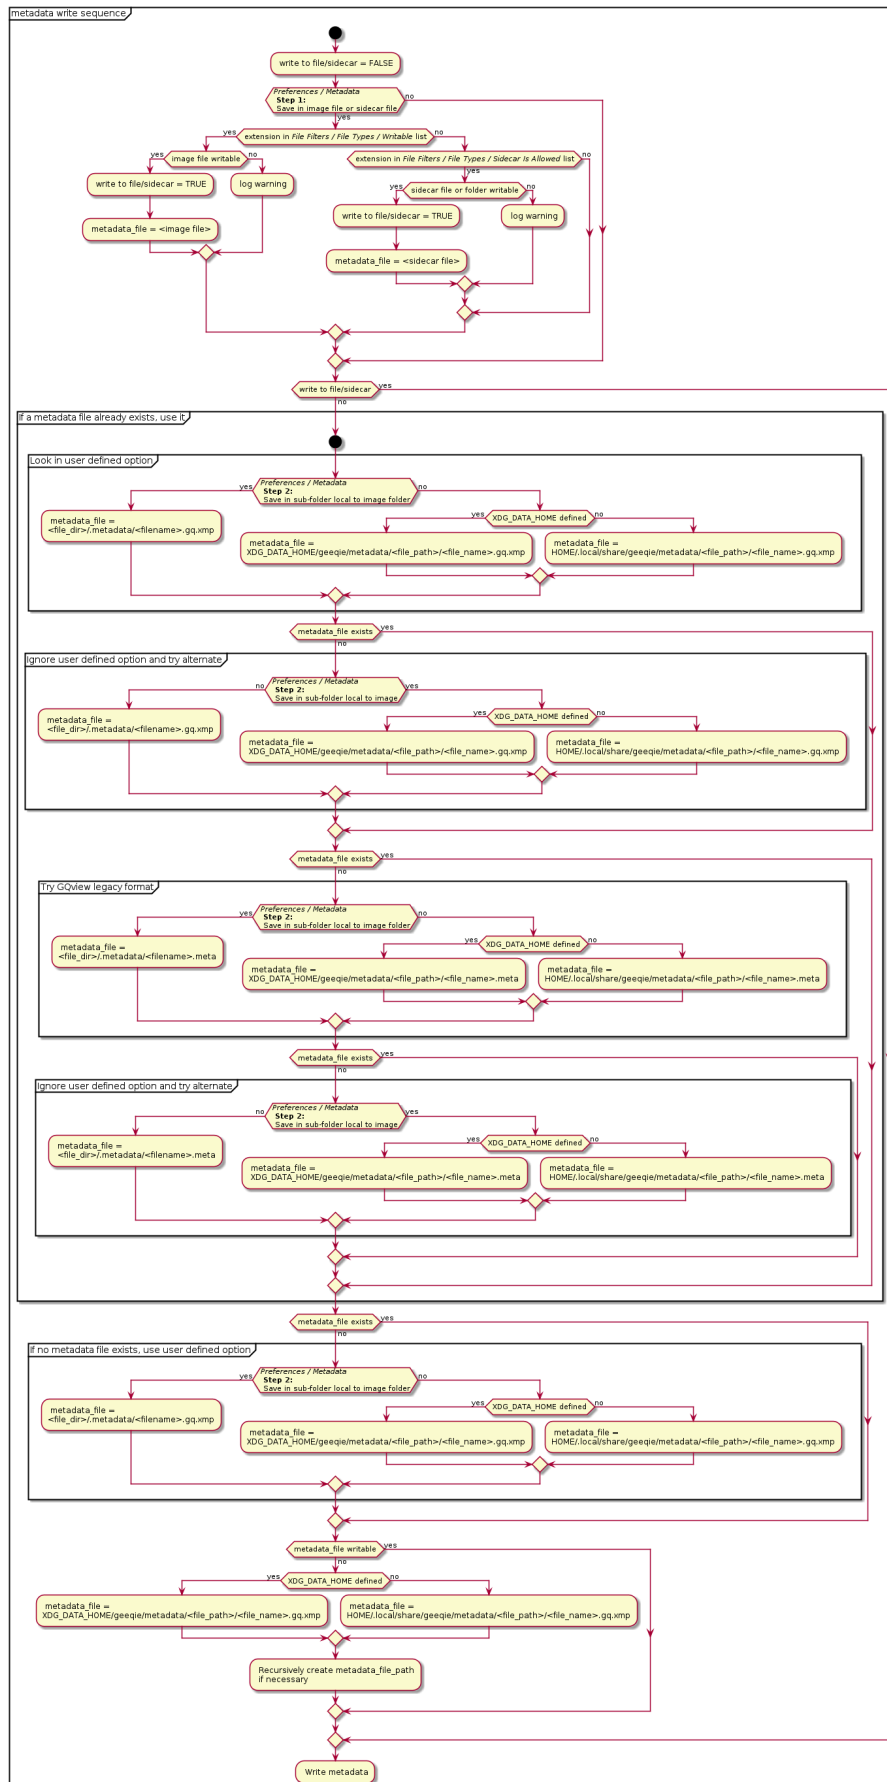 metadata write sequence
write to file/sidecar = FALSE
Preferences / Metadata
Step 1:
Save in image file or sidecar file
no
yes
yes
extension in File Filters / File Types / Writable list
no
yes
image file writable
no
extension in File Filters / File Types / Sidecar Is Allowed list
no
yes
write to file/sidecar = TRUE
log warning
yes
sidecar file or folder writable
no
write to file/sidecar = TRUE
log warning
metadata_file = <image file>
metadata_file = <sidecar file>
write to file/sidecar
yes
no
If a metadata file already exists, use it
Look in user defined option
Preferences / Metadata
Step 2:
Save in sub-folder local to image folder
yes
no
yes
XDG_DATA_HOME defined
no
metadata_file =
<file_dir>/.metadata/<filename>.gq.xmp
metadata_file =
XDG_DATA_HOME/geeqie/metadata/<file_path>/<file_name>.gq.xmp
metadata_file =
HOME/.local/share/geeqie/metadata/<file_path>/<file_name>.gq.xmp
metadata_file exists
yes
no
Ignore user defined option and try alternate
Preferences / Metadata
Step 2:
Save in sub-folder local to image
no
yes
yes
XDG_DATA_HOME defined
no
metadata_file =
<file_dir>/.metadata/<filename>.gq.xmp
metadata_file =
XDG_DATA_HOME/geeqie/metadata/<file_path>/<file_name>.gq.xmp
metadata_file =
HOME/.local/share/geeqie/metadata/<file_path>/<file_name>.gq.xmp
metadata_file exists
yes
no
Try GQview legacy format
Preferences / Metadata
Step 2:
Save in sub-folder local to image folder
yes
no
yes
XDG_DATA_HOME defined
no
metadata_file =
<file_dir>/.metadata/<filename>.meta
metadata_file =
XDG_DATA_HOME/geeqie/metadata/<file_path>/<file_name>.meta
metadata_file =
HOME/.local/share/geeqie/metadata/<file_path>/<file_name>.meta
metadata_file exists
yes
no
Ignore user defined option and try alternate
Preferences / Metadata
Step 2:
Save in sub-folder local to image
no
yes
yes
XDG_DATA_HOME defined
no
metadata_file =
<file_dir>/.metadata/<filename>.meta
metadata_file =
XDG_DATA_HOME/geeqie/metadata/<file_path>/<file_name>.meta
metadata_file =
HOME/.local/share/geeqie/metadata/<file_path>/<file_name>.meta
metadata_file exists
yes
no
If no metadata file exists, use user defined option
Preferences / Metadata
Step 2:
Save in sub-folder local to image folder
yes
no
yes
XDG_DATA_HOME defined
no
metadata_file =
<file_dir>/.metadata/<filename>.gq.xmp
metadata_file =
XDG_DATA_HOME/geeqie/metadata/<file_path>/<file_name>.gq.xmp
metadata_file =
HOME/.local/share/geeqie/metadata/<file_path>/<file_name>.gq.xmp
metadata_file writable
yes
no
yes
XDG_DATA_HOME defined
no
metadata_file =
XDG_DATA_HOME/geeqie/metadata/<file_path>/<file_name>.gq.xmp
metadata_file =
HOME/.local/share/geeqie/metadata/<file_path>/<file_name>.gq.xmp
Recursively create metadata_file_path
if necessary
Write metadata